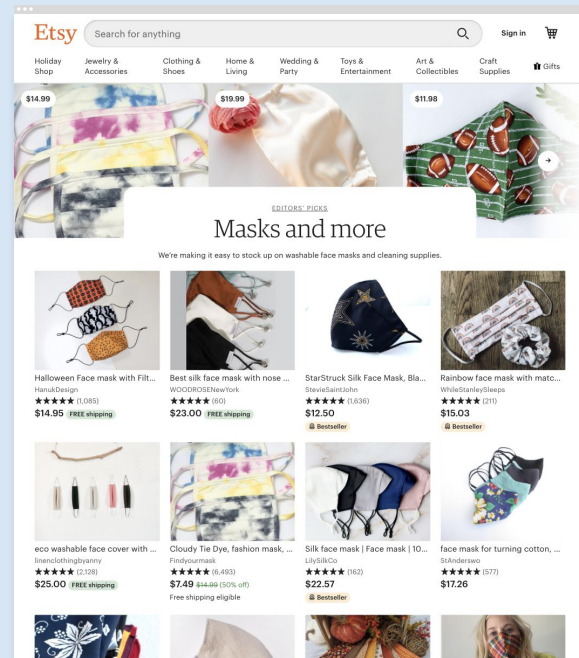 Etsy
Search for anything
Sign in
Holiday Shop
Jewelry & Accessories
Clothing & Shoes
Home & Living
Wedding & Party
Toys & Entertainment
Art & Collectibles
Craft Supplies
Gifts
$14.99
$19.99
$11.98
EDITORS' PICKS
Masks and more
We're making it easy to stock up on washable face masks and cleaning supplies.
Halloween Face mask with Filt...
HanukDesign
(1,085)
$14.95 FREE shipping
Best silk face mask with nose ...
WOODROSENewYork
(60)
$23.00 FREE shipping
StarStruck Silk Face Mask, Bla...
StevieSaintJohn
(1,636)
$12.50
Bestseller
Rainbow face mask with matc...
WhileStanleySleeps
(211)
$15.03
Bestseller
eco washable face cover with ...
linenclothingbyanny
(2,128)
$25.00 FREE shipping
Cloudy Tie Dye, fashion mask, ...
Findyourmask
(6,493)
$7.49 $14.99 (50% off)
Free shipping eligible
Silk face mask | Face mask | 10...
LilySilkCo
(162)
$22.57
Bestseller
face mask for turning cotton, ...
StAnderswo
(577)
$17.26